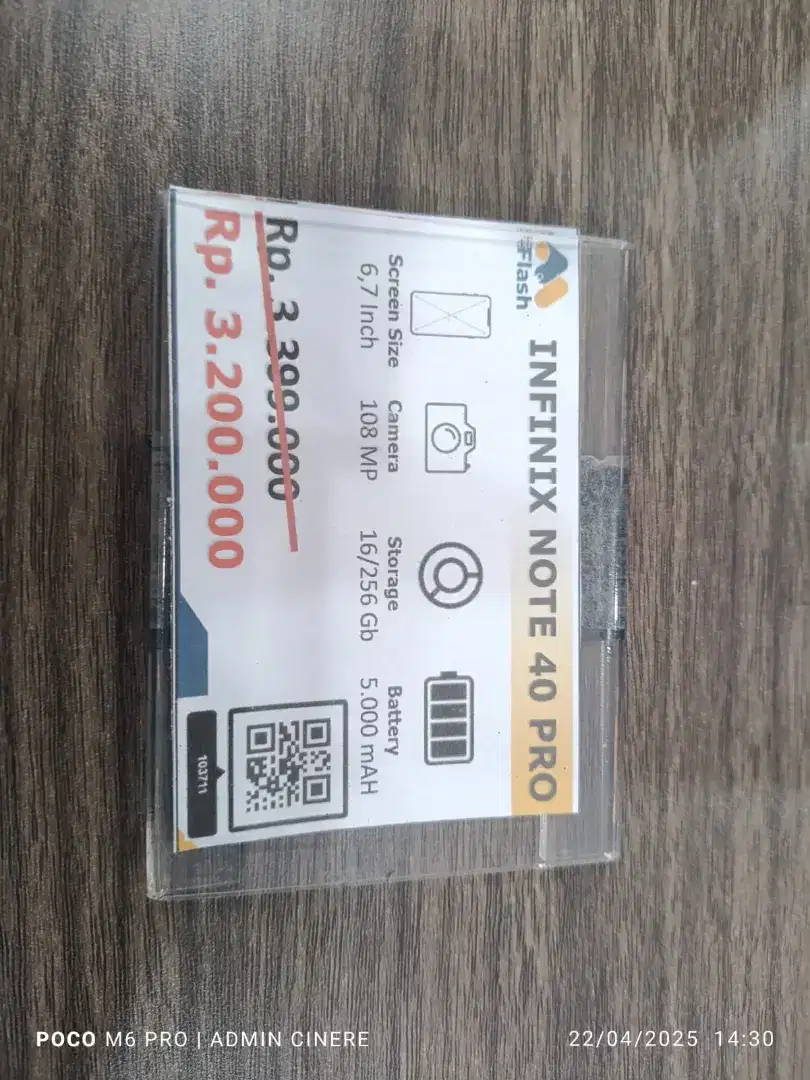 Flash
INFINIX NOTE 40 PRO
Screen Size
6,7 Inch
Camera
108 MP
Storage
16/256 Gb
Battery
5.000 mAH
Rp. 3.399.000
Rp. 3.200.000
103711
POCO M6 PRO | ADMIN CINERE
22/04/2025 14:30